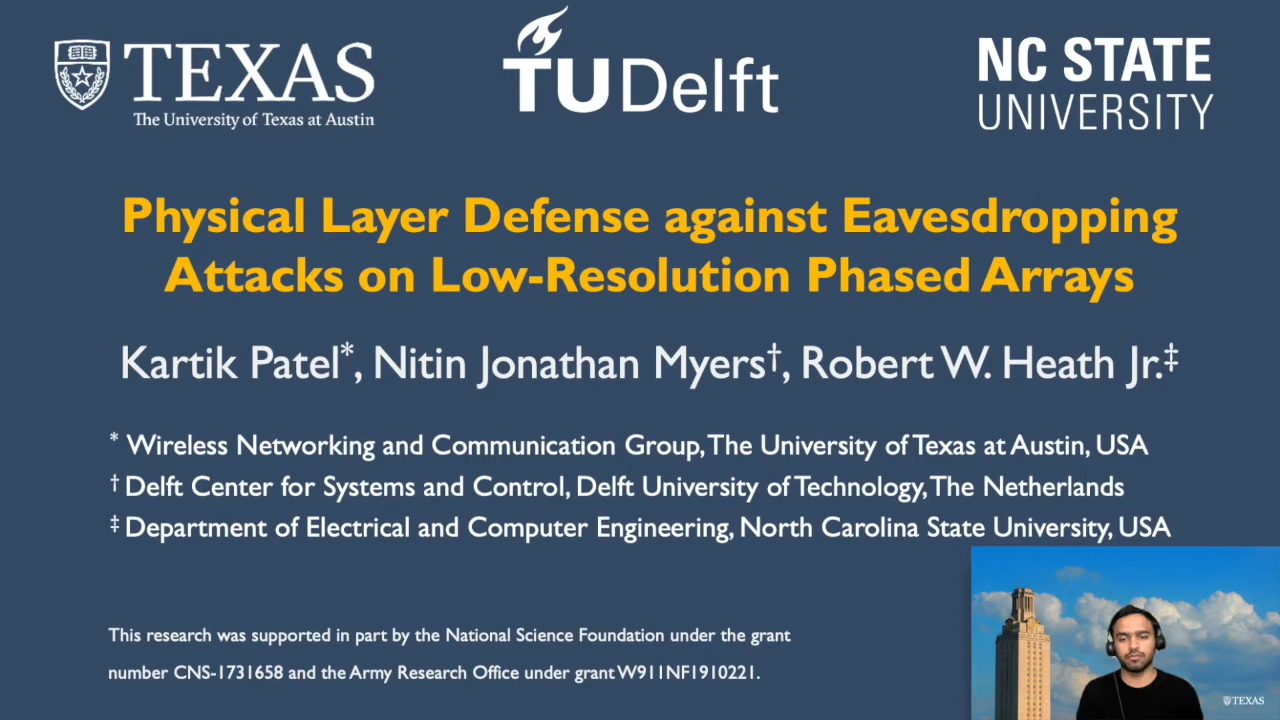 TEXAS
The University of Texas at Austin
TU Delft
NC STATE
UNIVERSITY
Physical Layer Defense against Eavesdropping
Attacks on Low-Resolution Phased Arrays
Kartik Patel*, Nitin Jonathan Myers†, Robert W. Heath Jr.‡
* Wireless Networking and Communication Group, The University of Texas at Austin, USA
† Delft Center for Systems and Control, Delft University of Technology, The Netherlands
‡ Department of Electrical and Computer Engineering, North Carolina State University, USA
This research was supported in part by the National Science Foundation under the grant
number CNS-1731658 and the Army Research Office under grant W911NF1910221.
TEXAS